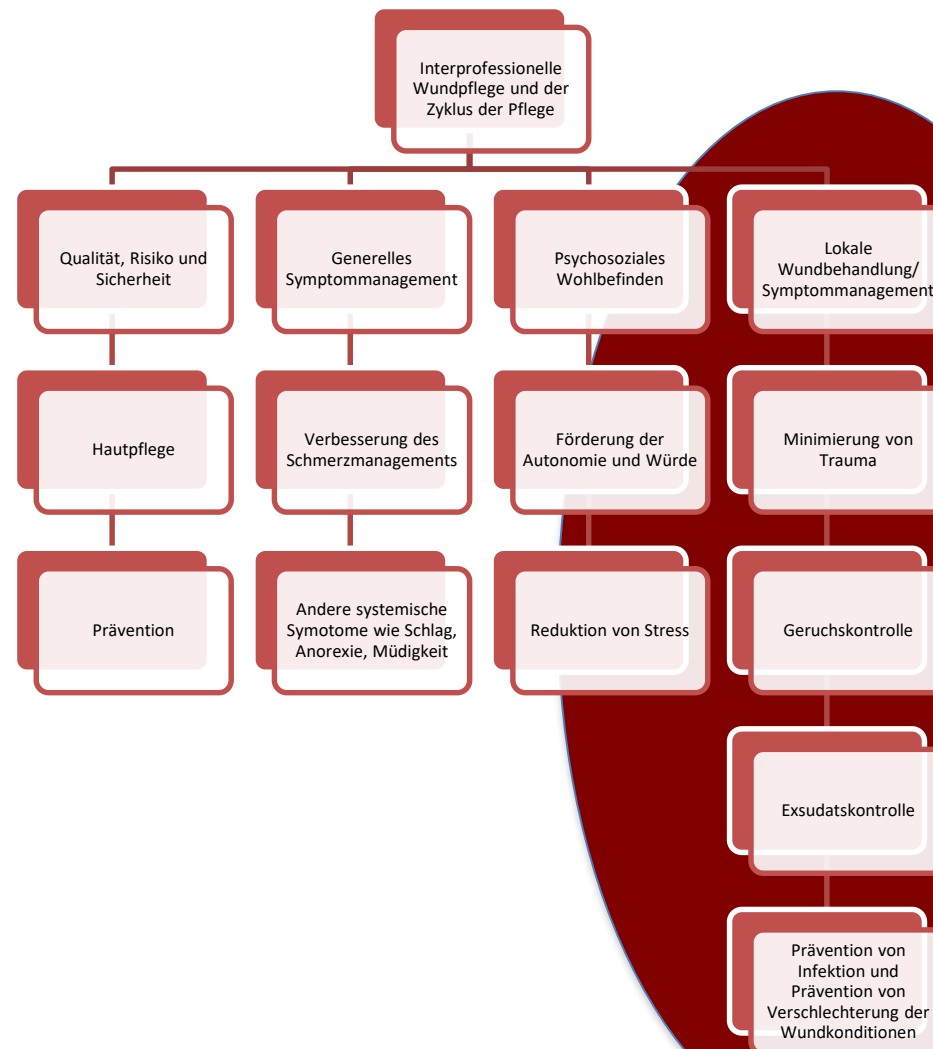 Interprofessionelle
Wundpflege und der
Zyklus der Pflege
Qualität, Risiko und
Sicherheit
Hautpflege
Prävention
Generelles
Symptommanagement
Verbesserung des
Schmerzmanagements
Andere systemische
Symotome wie Schlag,
Anorexie, Müdigkeit
Psychosoziales
Wohlbefinden
Förderung der
Autonomie und Würde
Reduktion von Stress
Lokale
Wundbehandlung/
Symptommanagement
Minimierung von
Trauma
Geruchskontrolle
Exsudatskontrolle
Prävention von
Infektion und
Prävention von
Verschlechterung der
Wundkonditionen